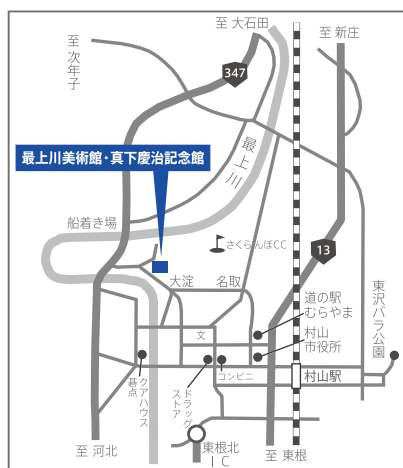 至 大石田
至 新庄
至 次年子
347
最上川
最上川美術館・真下慶治記念館
船着き場
さくらんぼCC
13
大淀
名取
道の駅
むらやま
村山
市役所
東沢バラ公園
文
コンビニ
村山駅
クアハウス
碁点
ドラッグ
ストア
至 河北
東根北
IC
至 東根